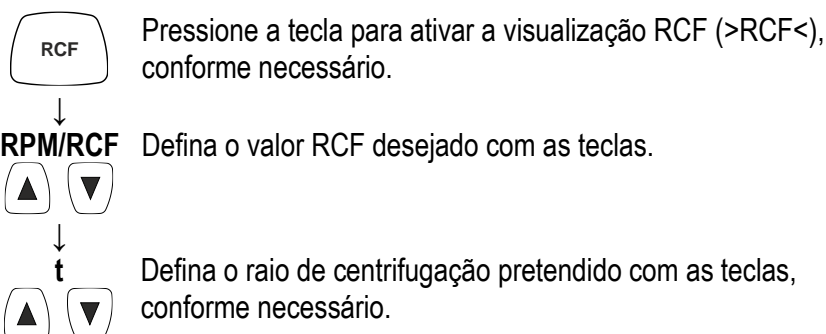 RCF
Pressione a tecla para ativar a visualização RCF (>RCF<),
conforme necessário.
↓
RPM/RCF Defina o valor RCF desejado com as teclas.
▲ ▼
↓
t Defina o raio de centrifugação pretendido com as teclas,
▲ ▼ conforme necessário.